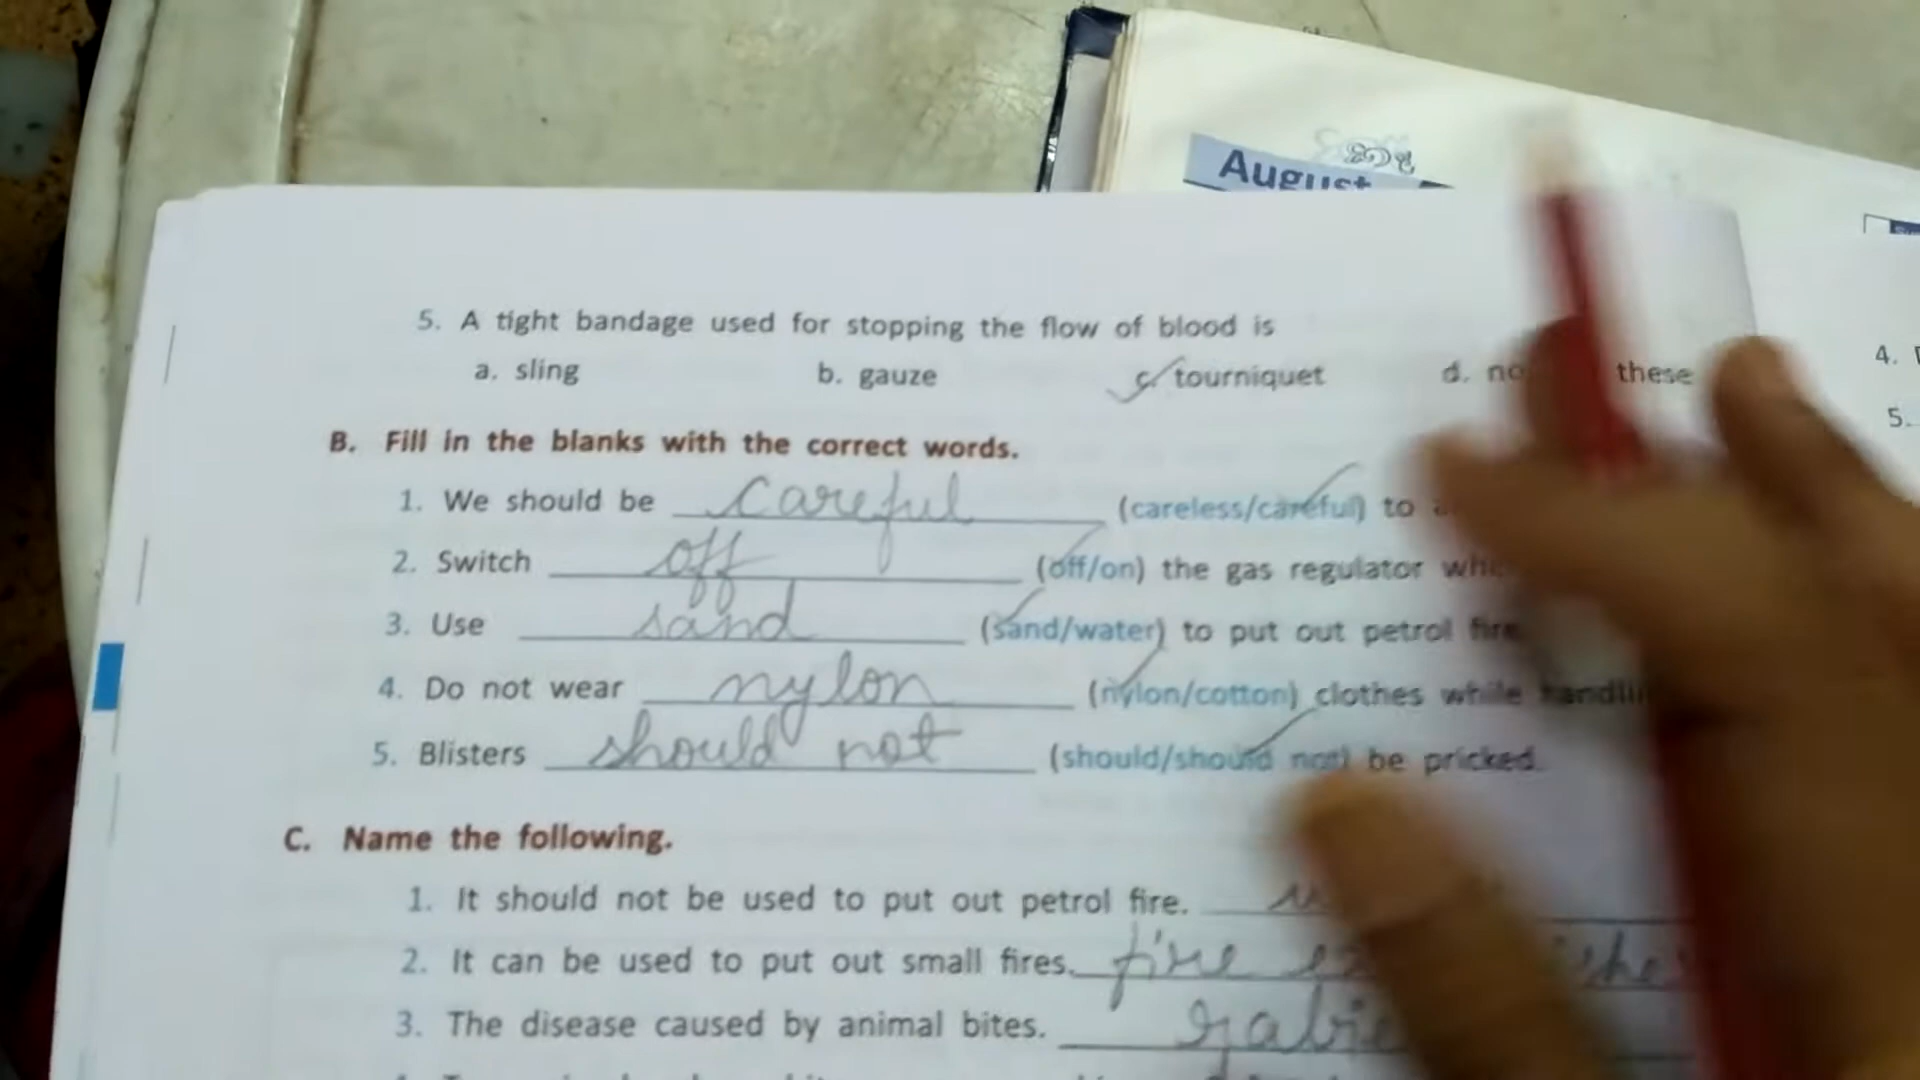 August
5. A tight bandage used for stopping the flow of blood is
a. sling b. gauze c. tourniquet d. these
B. Fill in the blanks with the correct words.
1. We should be careful (careless/careful) to
2. Switch off (off/on) the gas regulator
3. Use sand (sand/water) to put out petrol fire
4. Do not wear nylon (nylon/cotton) clothes while
5. Blisters should not (should/should not) be pricked.
C. Name the following.
1. It should not be used to put out petrol fire.
2. It can be used to put out small fires. fire
3. The disease caused by animal bites.
4.
5.